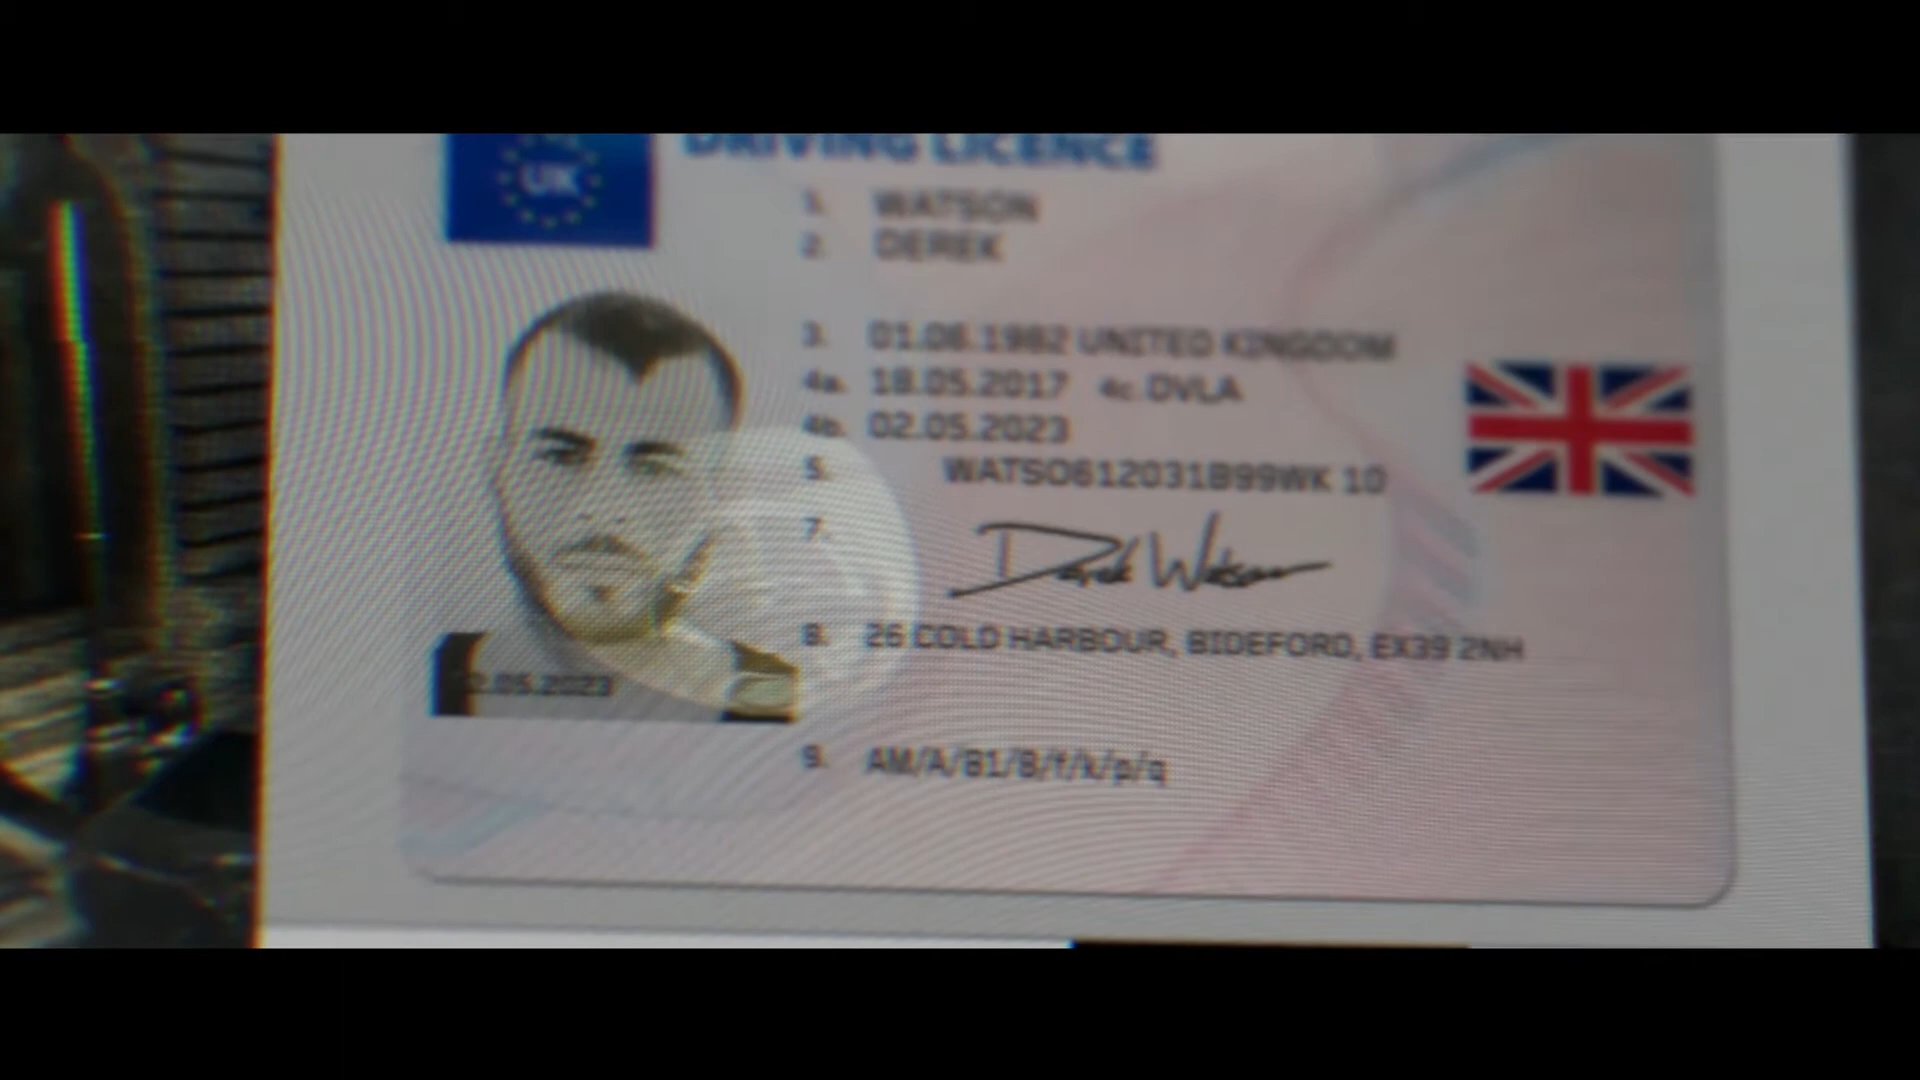 UK
DRIVING LICENCE
1. WATSON
2. DEREK
3. 01.06.1982 UNITED KINGDOM
4a. 18.05.2017 4c. DVLA
4b. 02.05.2023
5. WATSO612031B99WK 10
7. Derek Watson
8. 26 COLD HARBOUR, BIDEFORD, EX39 2NH
.05.2023
9. AM/A/B1/B/f/k/p/q